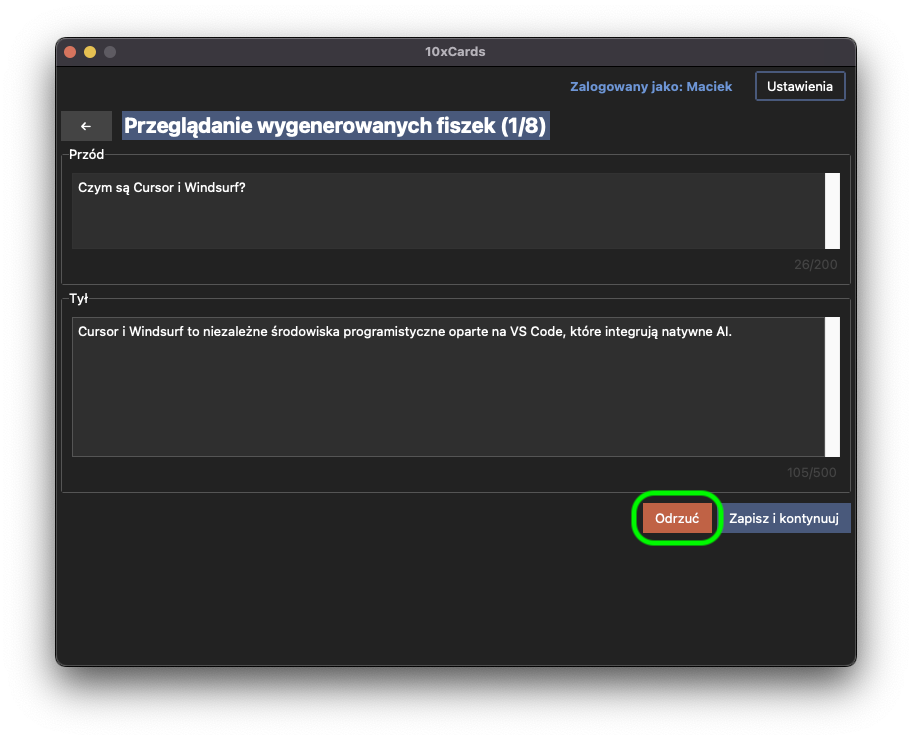 10xCards
Zalogowany jako: Maciek
Ustawienia
←
Przeglądanie wygenerowanych fiszek (1/8)
Przód
Czym są Cursor i Windsurf?
26/200
Tył
Cursor i Windsurf to niezależne środowiska programistyczne oparte na VS Code, które integrują natywne AI.
105/500
Odrzuć
Zapisz i kontynuuj